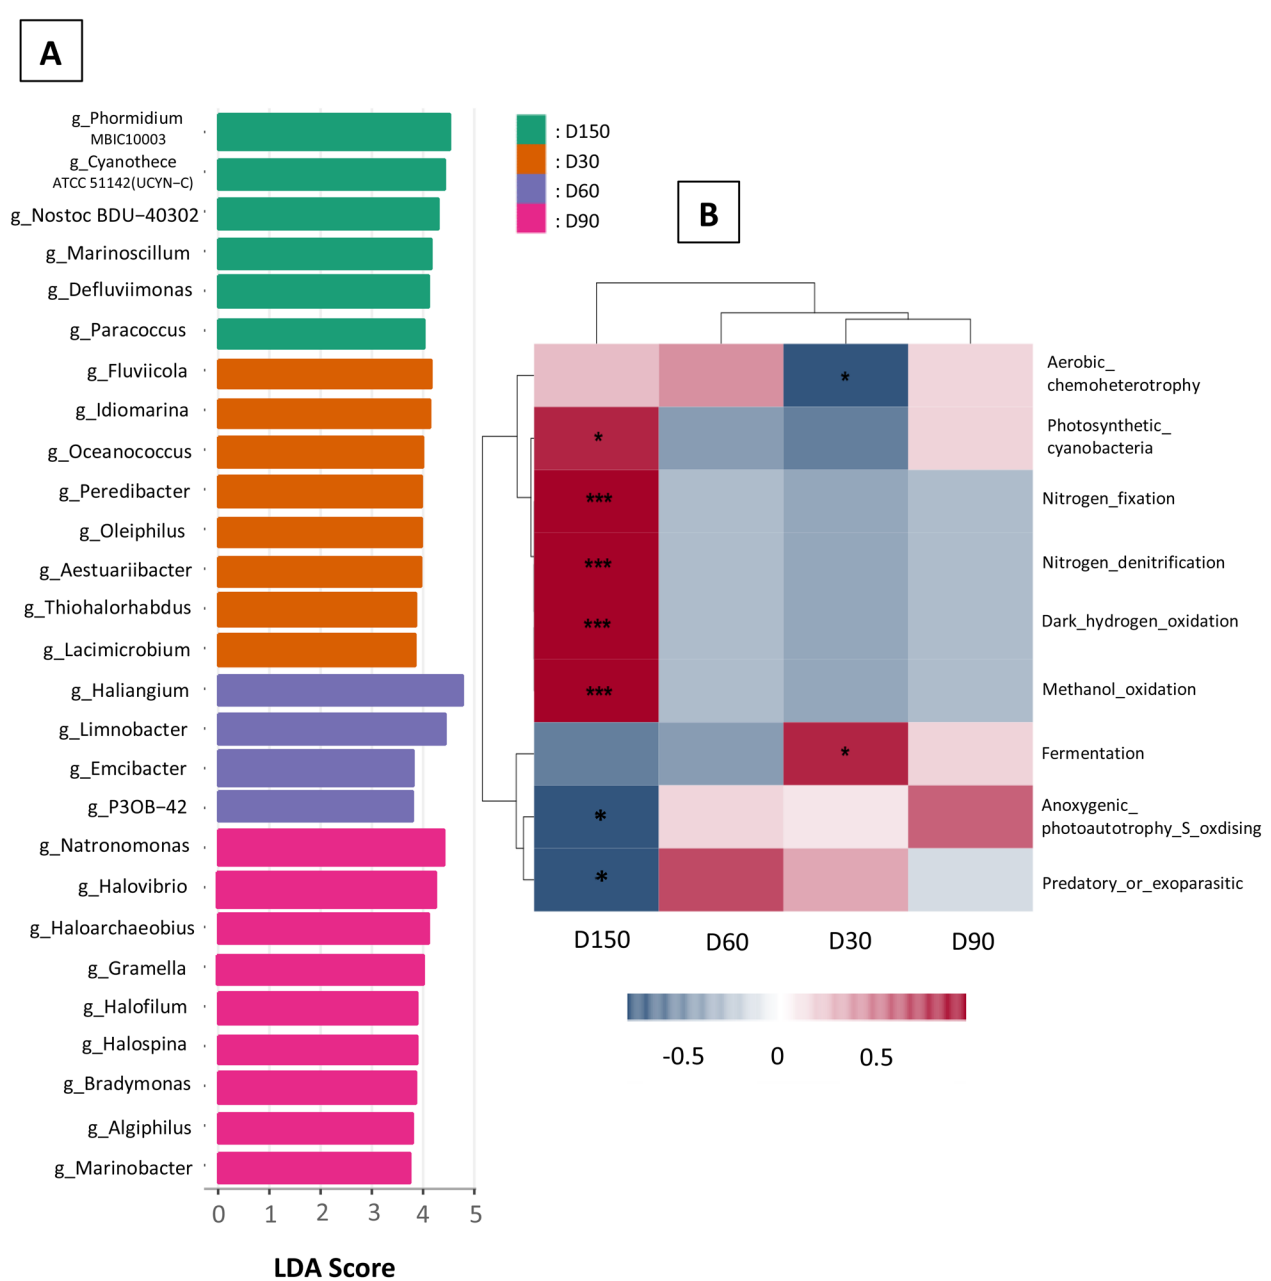 A
g_Phormidium
MBIC10003
g_Cyanothece
ATCC 51142(UCYN−C)
g_Nostoc BDU−40302
g_Marinoscillum
g_Defluviimonas
g_Paracoccus
g_Fluviicola
g_Idiomarina
g_Oceanococcus
g_Peredibacter
g_Oleiphilus
g_Aestuariibacter
g_Thiohalorhabdus
g_Lacimicrobium
g_Haliangium
g_Limnobacter
g_Emcibacter
g_P3OB−42
g_Natronomonas
g_Halovibrio
g_Haloarchaeobius
g_Gramella
g_Halofilum
g_Halospina
g_Bradymonas
g_Algiphilus
g_Marinobacter
0 1 2 3 4 5
LDA Score
: D150
: D30
: D60
: D90
B
*
*
***
***
***
***
*
*
*
Aerobic_
chemoheterotrophy
Photosynthetic_
cyanobacteria
Nitrogen_fixation
Nitrogen_denitrification
Dark_hydrogen_oxidation
Methanol_oxidation
Fermentation
Anoxygenic_
photoautotrophy_S_oxdising
Predatory_or_exoparasitic
D150 D60 D30 D90
-0.5 0 0.5